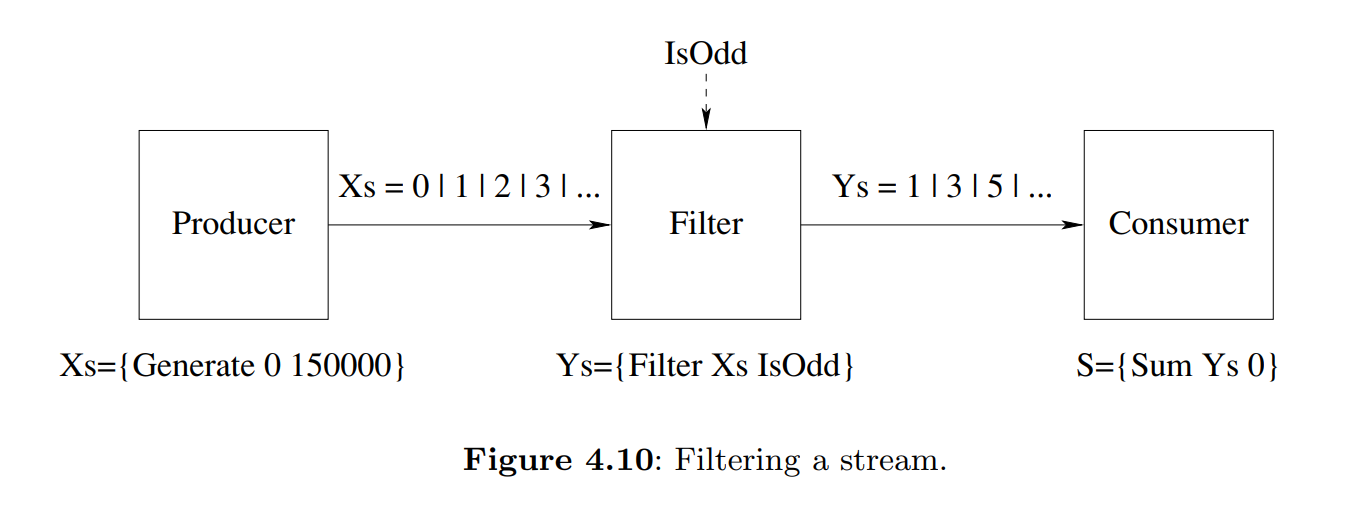 IsOdd
Xs = 0 | 1 | 2 | 3 | ...
Ys = 1 | 3 | 5 | ...
Producer
Filter
Consumer
Xs={Generate 0 150000}
Ys={Filter Xs IsOdd}
S={Sum Ys 0}
Figure 4.10: Filtering a stream.